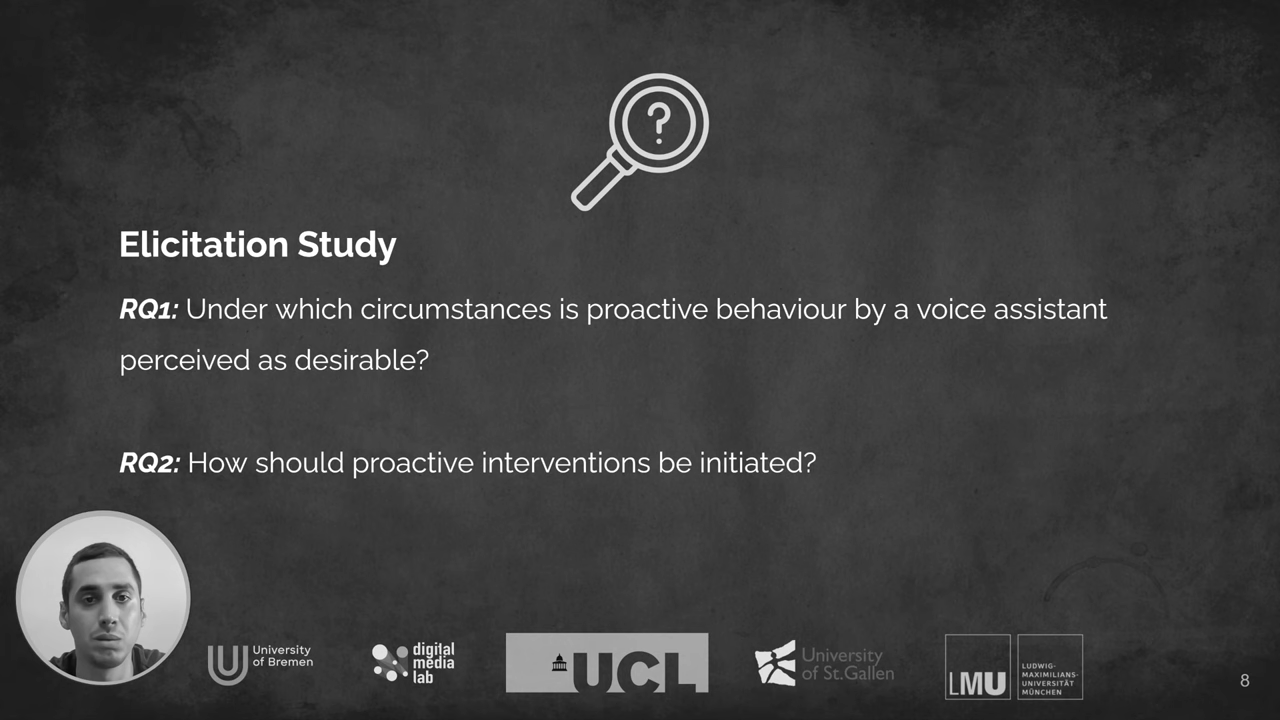 ?
Elicitation Study
RQ1: Under which circumstances is proactive behaviour by a voice assistant
perceived as desirable?
RQ2: How should proactive interventions be initiated?
University
of Bremen
digital
media
lab
UCL
University
of St.Gallen
LMU
LUDWIG-
MAXIMILIANS-
UNIVERSITÄT
MÜNCHEN
8